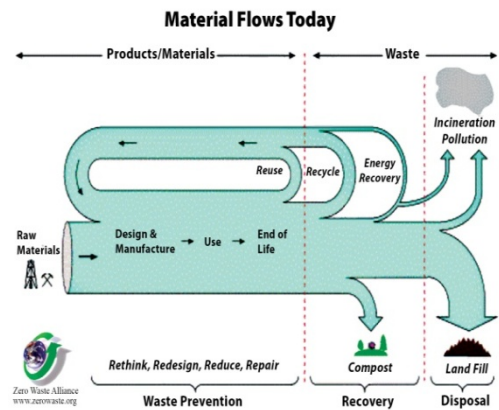 Material Flows Today
Products/Materials
Waste
Incineration
Pollution
Reuse
Recycle
Energy
Recovery
Raw
Materials
Design &
Manufacture
Use
End of
Life
Zero Waste Alliance
www.zerowaste.org
Rethink, Redesign, Reduce, Repair
Compost
Land Fill
Waste Prevention
Recovery
Disposal